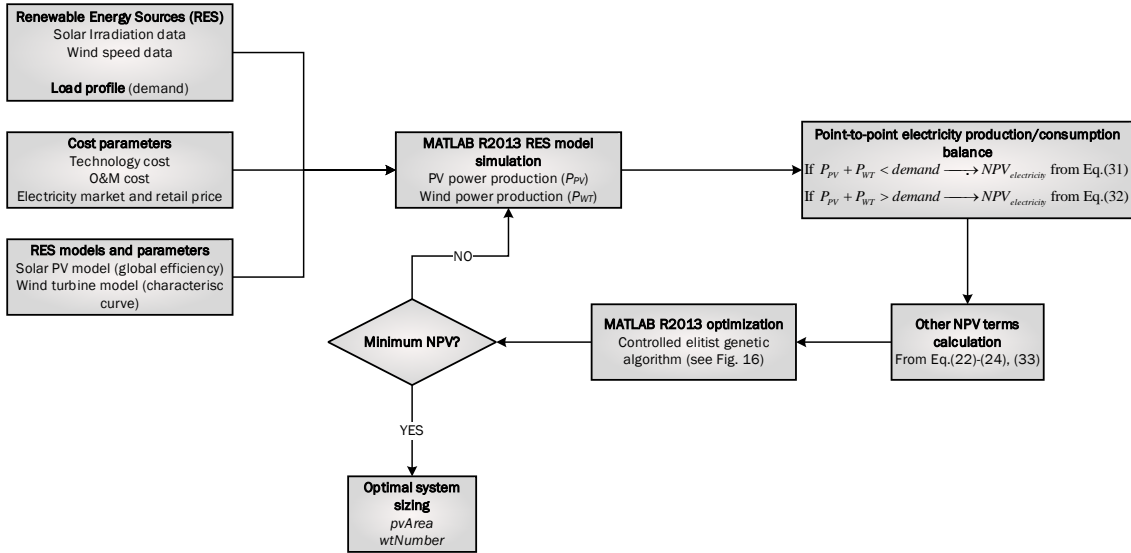 Renewable Energy Sources (RES)
Solar Irradiation data
Wind speed data
Load profile (demand)
Cost parameters
Technology cost
O&M cost
Electricity market and retail price
RES models and parameters
Solar PV model (global efficiency)
Wind turbine model (characterisc
curve)
MATLAB R2013 RES model
simulation
PV power production (PPV)
Wind power production (PWT)
Point-to-point electricity production/consumption
balance
If PPV + PWT < demand ⟶ NPVelectricity from Eq.(31)
If PPV + PWT > demand ⟶ NPVelectricity from Eq.(32)
NO
Minimum NPV?
MATLAB R2013 optimization
Controlled elitist genetic
algorithm (see Fig. 16)
Other NPV terms
calculation
From Eq.(22)-(24), (33)
YES
Optimal system
sizing
pvArea
wtNumber